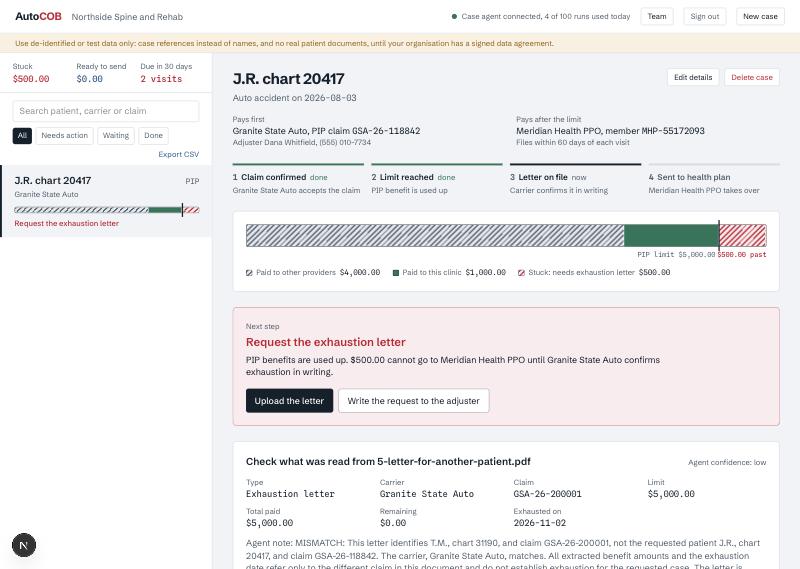 AutoCOB Northside Spine and Rehab
Case agent connected, 4 of 100 runs used today
Team
Sign out
New case
Use de-identified or test data only: case references instead of names, and no real patient documents, until your organisation has a signed data agreement.
Stuck Ready to send Due in 30 days
$500.00 $0.00 2 visits
Search patient, carrier or claim
All Needs action Waiting Done
Export CSV
J.R. chart 20417 PIP
Granite State Auto
Request the exhaustion letter
J.R. chart 20417
Edit details
Delete case
Auto accident on 2026-08-03
Pays first
Granite State Auto, PIP claim GSA-26-118842
Adjuster Dana Whitfield, (555) 010-7734
Pays after the limit
Meridian Health PPO, member MHP-55172093
Files within 60 days of each visit
1 Claim confirmed done
Granite State Auto accepts the claim
2 Limit reached done
PIP benefit is used up
3 Letter on file now
Carrier confirms it in writing
4 Sent to health plan
Meridian Health PPO takes over
PIP limit $5,000.00 $500.00 past
Paid to other providers $4,000.00 Paid to this clinic $1,000.00 Stuck: needs exhaustion letter $500.00
Next step
Request the exhaustion letter
PIP benefits are used up. $500.00 cannot go to Meridian Health PPO until Granite State Auto confirms
exhaustion in writing.
Upload the letter
Write the request to the adjuster
Check what was read from 5-letter-for-another-patient.pdf
Agent confidence: low
Type Carrier Claim Limit
Exhaustion letter Granite State Auto GSA-26-200001 $5,000.00
Total paid Remaining Exhausted on
$5,000.00 $0.00 2026-11-02
Agent note: MISMATCH: This letter identifies T.M., chart 31190, and claim GSA-26-200001, not the requested patient J.R., chart
20417, and claim GSA-26-118842. The carrier, Granite State Auto, matches. All extracted benefit amounts and the exhaustion
date refer only to the different claim in this document and do not establish exhaustion for the requested case. The letter is
N